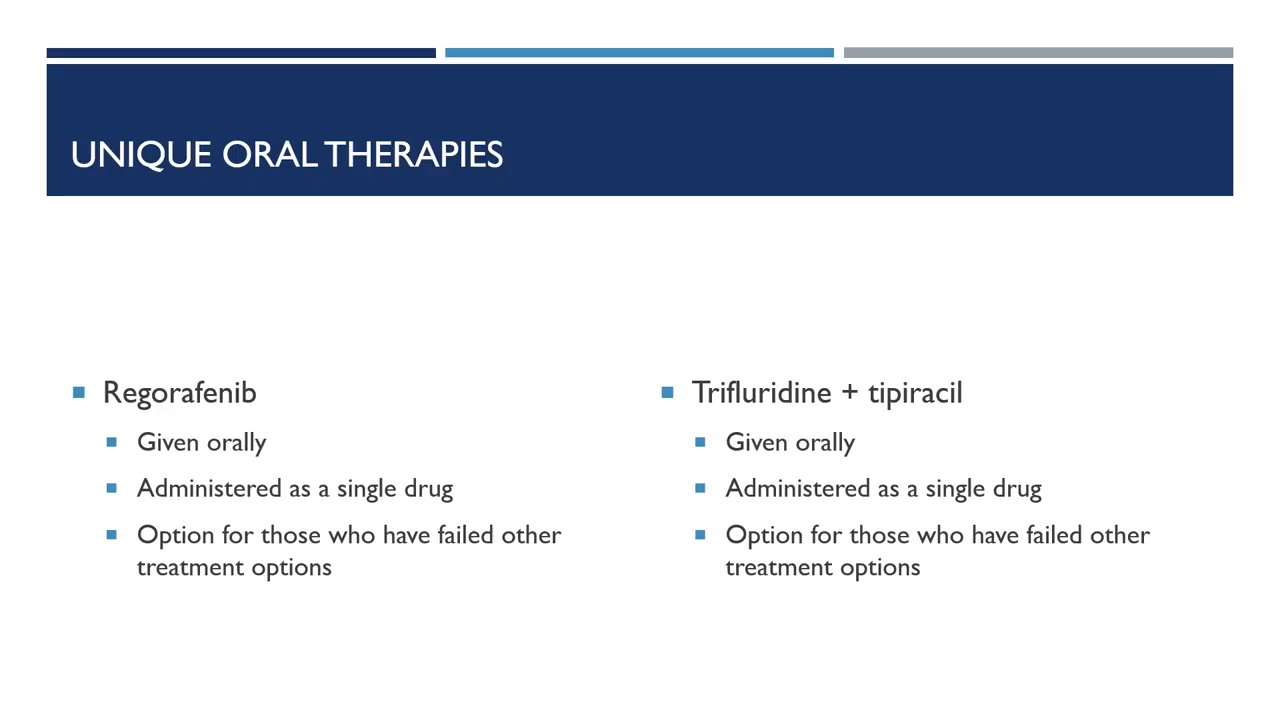 UNIQUE ORAL THERAPIES
Regorafenib
Given orally
Administered as a single drug
Option for those who have failed other
treatment options
Trifluridine + tipiracil
Given orally
Administered as a single drug
Option for those who have failed other
treatment options